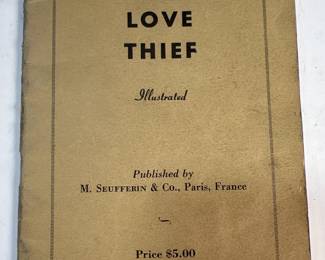 LOVE
THIEF
Illustrated
Published by
M. SEUFFERIN & CO., PARIS, FRANCE
Price $5.00